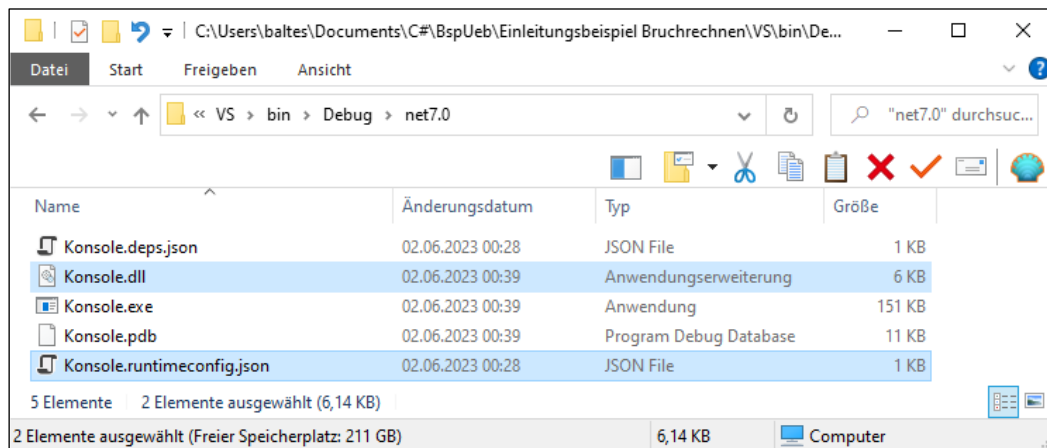 C:\Users\baltes\Documents\C#\BspUeb\Einleitungsbeispiel Bruchrechnen\VS\bin\De...
Datei Start Freigeben Ansicht
« VS > bin > Debug > net7.0 "net7.0" durchsuc...
Name Änderungsdatum Typ Größe
Konsole.deps.json 02.06.2023 00:28 JSON File 1 KB
Konsole.dll 02.06.2023 00:39 Anwendungserweiterung 6 KB
Konsole.exe 02.06.2023 00:39 Anwendung 151 KB
Konsole.pdb 02.06.2023 00:39 Program Debug Database 11 KB
Konsole.runtimeconfig.json 02.06.2023 00:28 JSON File 1 KB
5 Elemente 2 Elemente ausgewählt (6,14 KB)
2 Elemente ausgewählt (Freier Speicherplatz: 211 GB) 6,14 KB Computer